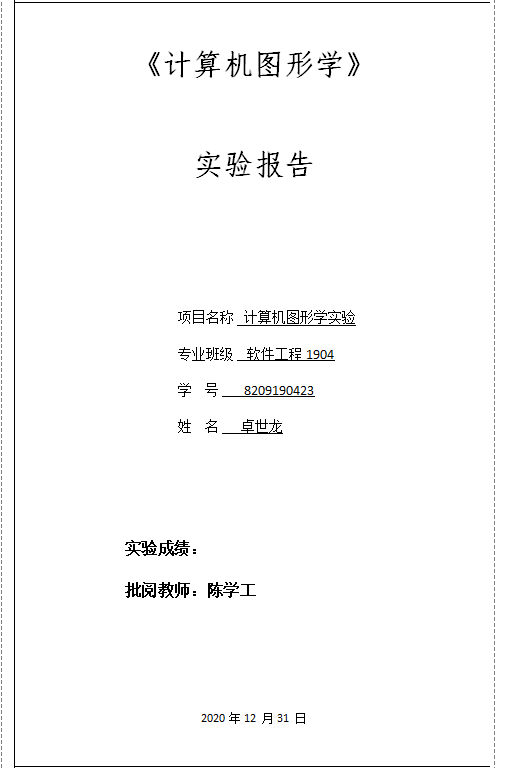 《计算机图形学》
实验报告
项目名称 计算机图形学实验
专业班级 软件工程 1904
学 号 8209190423
姓 名 卓世龙
实验成绩：
批阅教师：陈学工
2020 年 12 月 31 日